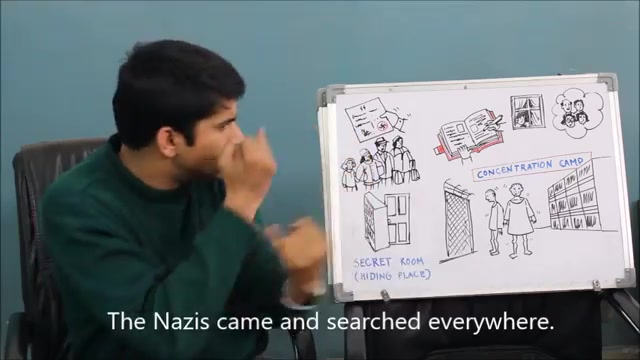 CONCENTRATION CAMP
SECRET ROOM
(HIDING PLACE)
The Nazis came and searched everywhere.